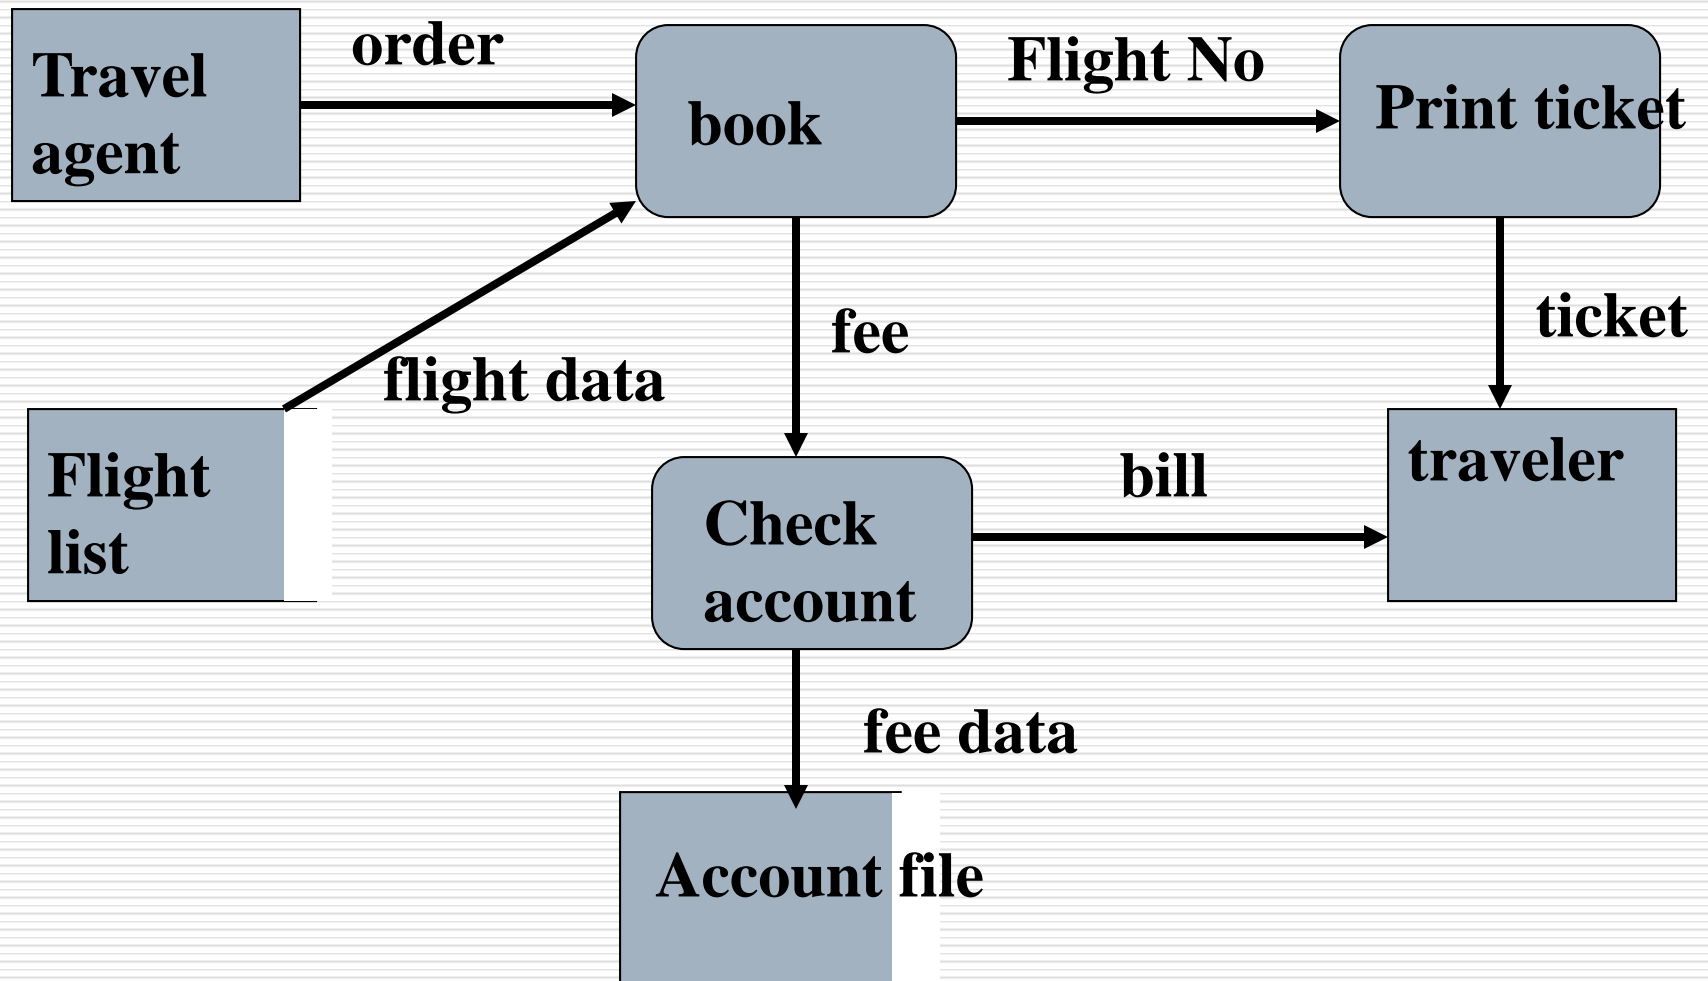 Travel
agent
order
book
Flight No
Print ticket
flight data
fee
ticket
Flight
list
Check
account
bill
traveler
fee data
Account file